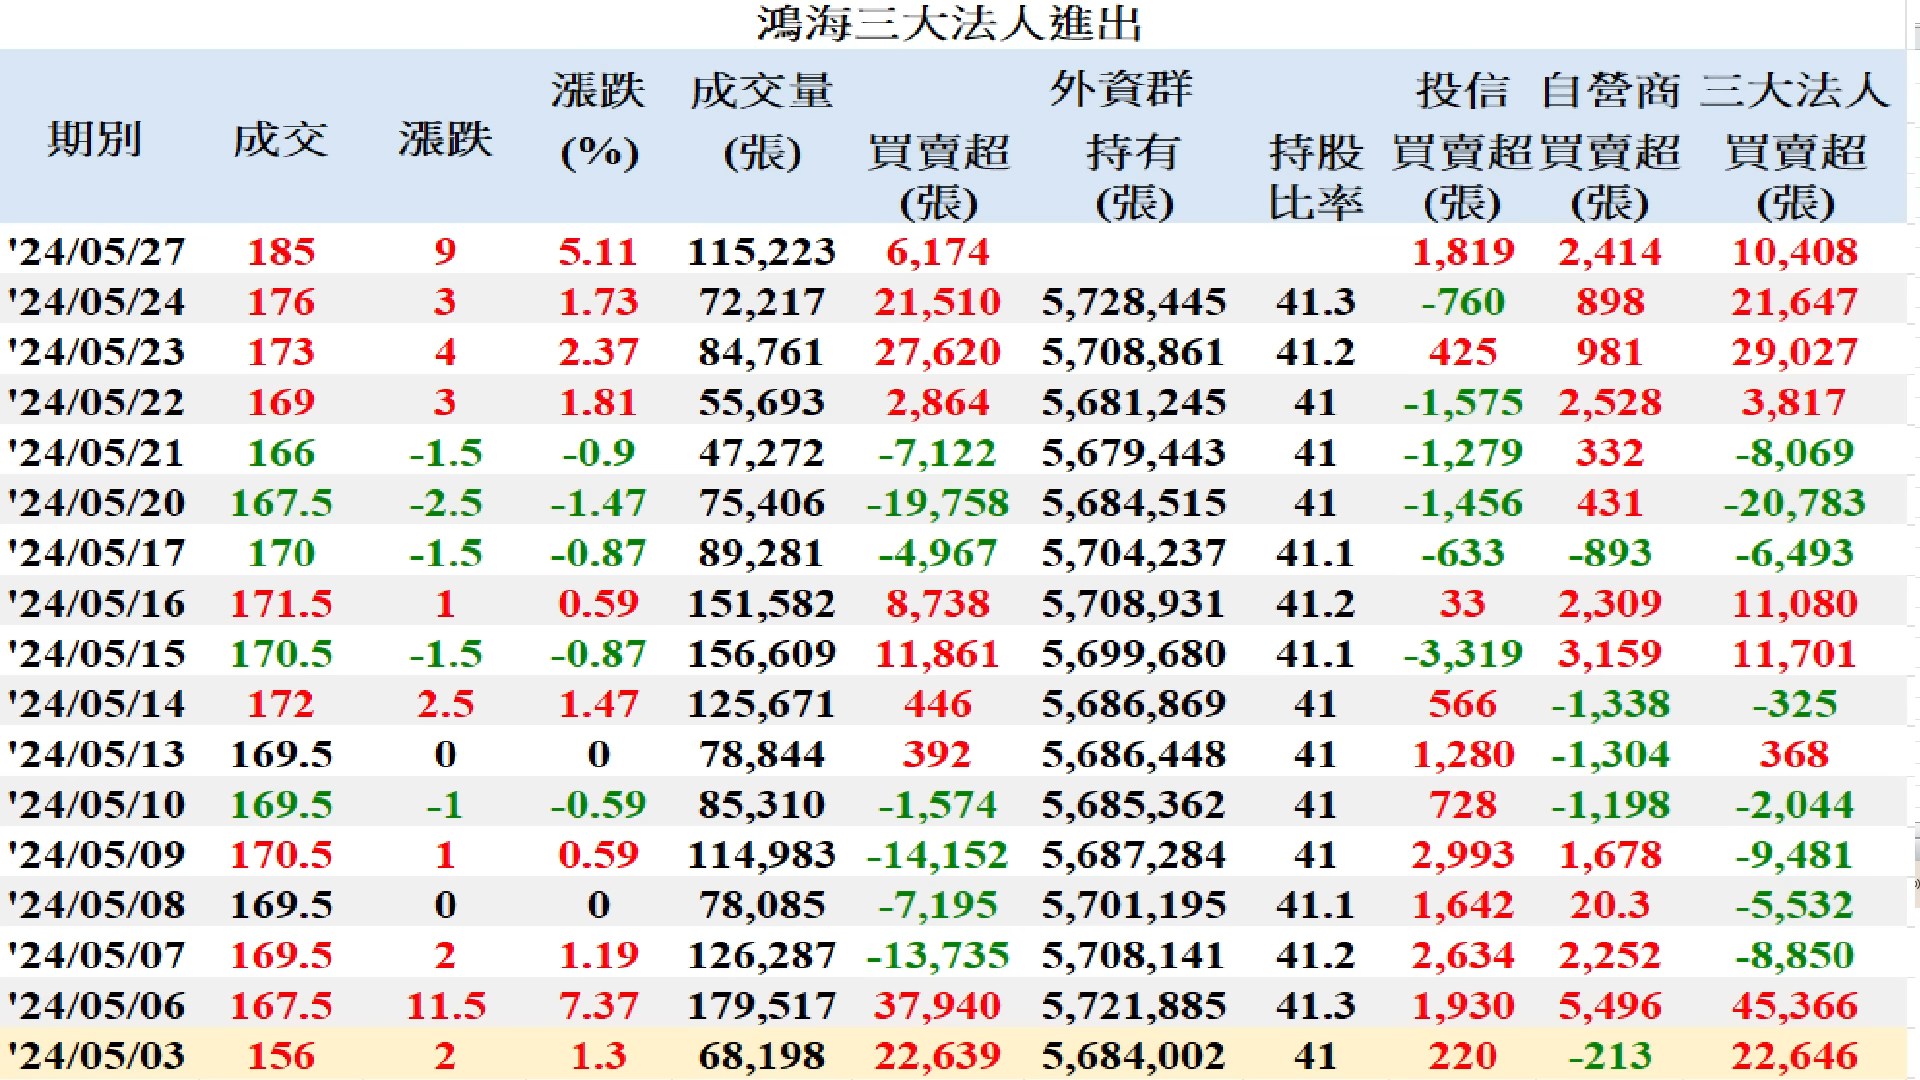 鴻海三大法人進出
期別 成交 漲跌 漲跌(%) 成交量(張) 外資群 買賣超(張) 持有(張) 持股比率 投信買賣超(張) 自營商買賣超(張) 三大法人買賣超(張)
'24/05/27 185 9 5.11 115,223 6,174 1,819 2,414 10,408
'24/05/24 176 3 1.73 72,217 21,510 5,728,445 41.3 -760 898 21,647
'24/05/23 173 4 2.37 84,761 27,620 5,708,861 41.2 425 981 29,027
'24/05/22 169 3 1.81 55,693 2,864 5,681,245 41 -1,575 2,528 3,817
'24/05/21 166 -1.5 -0.9 47,272 -7,122 5,679,443 41 -1,279 332 -8,069
'24/05/20 167.5 -2.5 -1.47 75,406 -19,758 5,684,515 41 -1,456 431 -20,783
'24/05/17 170 -1.5 -0.87 89,281 -4,967 5,704,237 41.1 -633 -893 -6,493
'24/05/16 171.5 1 0.59 151,582 8,738 5,708,931 41.2 33 2,309 11,080
'24/05/15 170.5 -1.5 -0.87 156,609 11,861 5,699,680 41.1 -3,319 3,159 11,701
'24/05/14 172 2.5 1.47 125,671 446 5,686,869 41 566 -1,338 -325
'24/05/13 169.5 0 0 78,844 392 5,686,448 41 1,280 -1,304 368
'24/05/10 169.5 -1 -0.59 85,310 -1,574 5,685,362 41 728 -1,198 -2,044
'24/05/09 170.5 1 0.59 114,983 -14,152 5,687,284 41 2,993 1,678 -9,481
'24/05/08 169.5 0 0 78,085 -7,195 5,701,195 41.1 1,642 20.3 -5,532
'24/05/07 169.5 2 1.19 126,287 -13,735 5,708,141 41.2 2,634 2,252 -8,850
'24/05/06 167.5 11.5 7.37 179,517 37,940 5,721,885 41.3 1,930 5,496 45,366
'24/05/03 156 2 1.3 68,198 22,639 5,684,002 41 220 -213 22,646